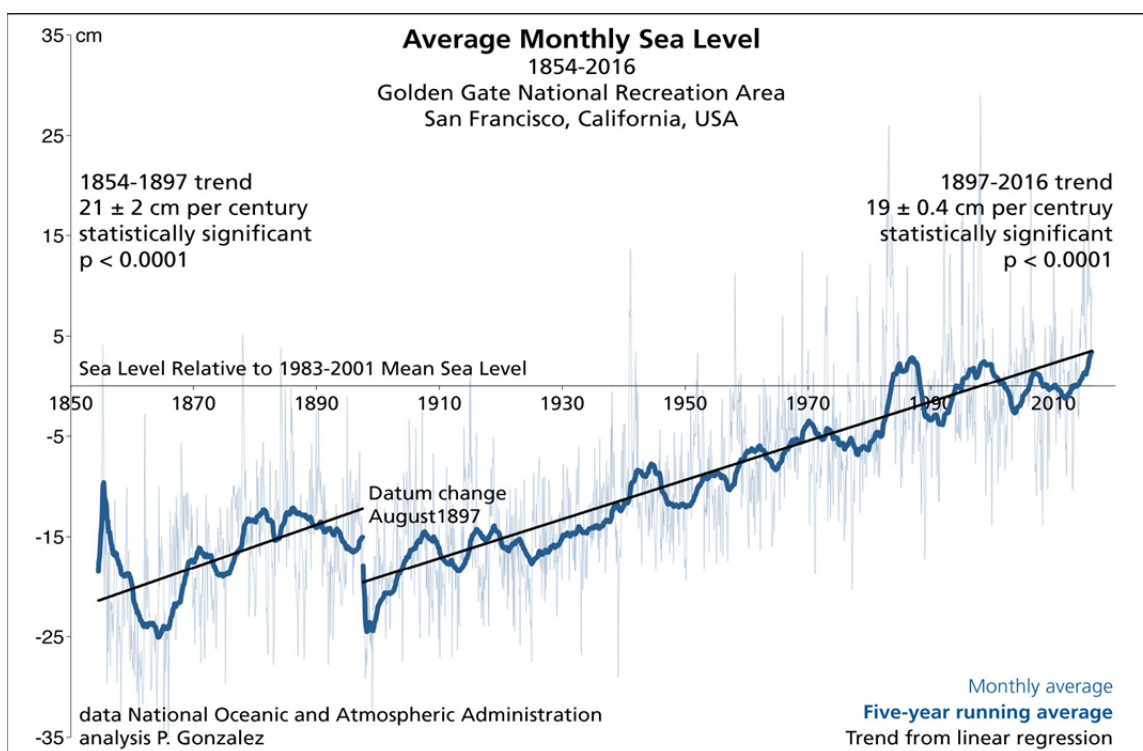 35 cm
Average Monthly Sea Level
1854-2016
Golden Gate National Recreation Area
San Francisco, California, USA
25
1854-1897 trend
21 ± 2 cm per century
statistically significant
p < 0.0001
1897-2016 trend
19 ± 0.4 cm per centruy
statistically significant
p < 0.0001
15
5
Sea Level Relative to 1983-2001 Mean Sea Level
1850 1870 1890 1910 1930 1950 1970 1990 2010
-5
Datum change
August1897
-15
-25
-35
data National Oceanic and Atmospheric Administration
analysis P. Gonzalez
Monthly average
Five-year running average
Trend from linear regression